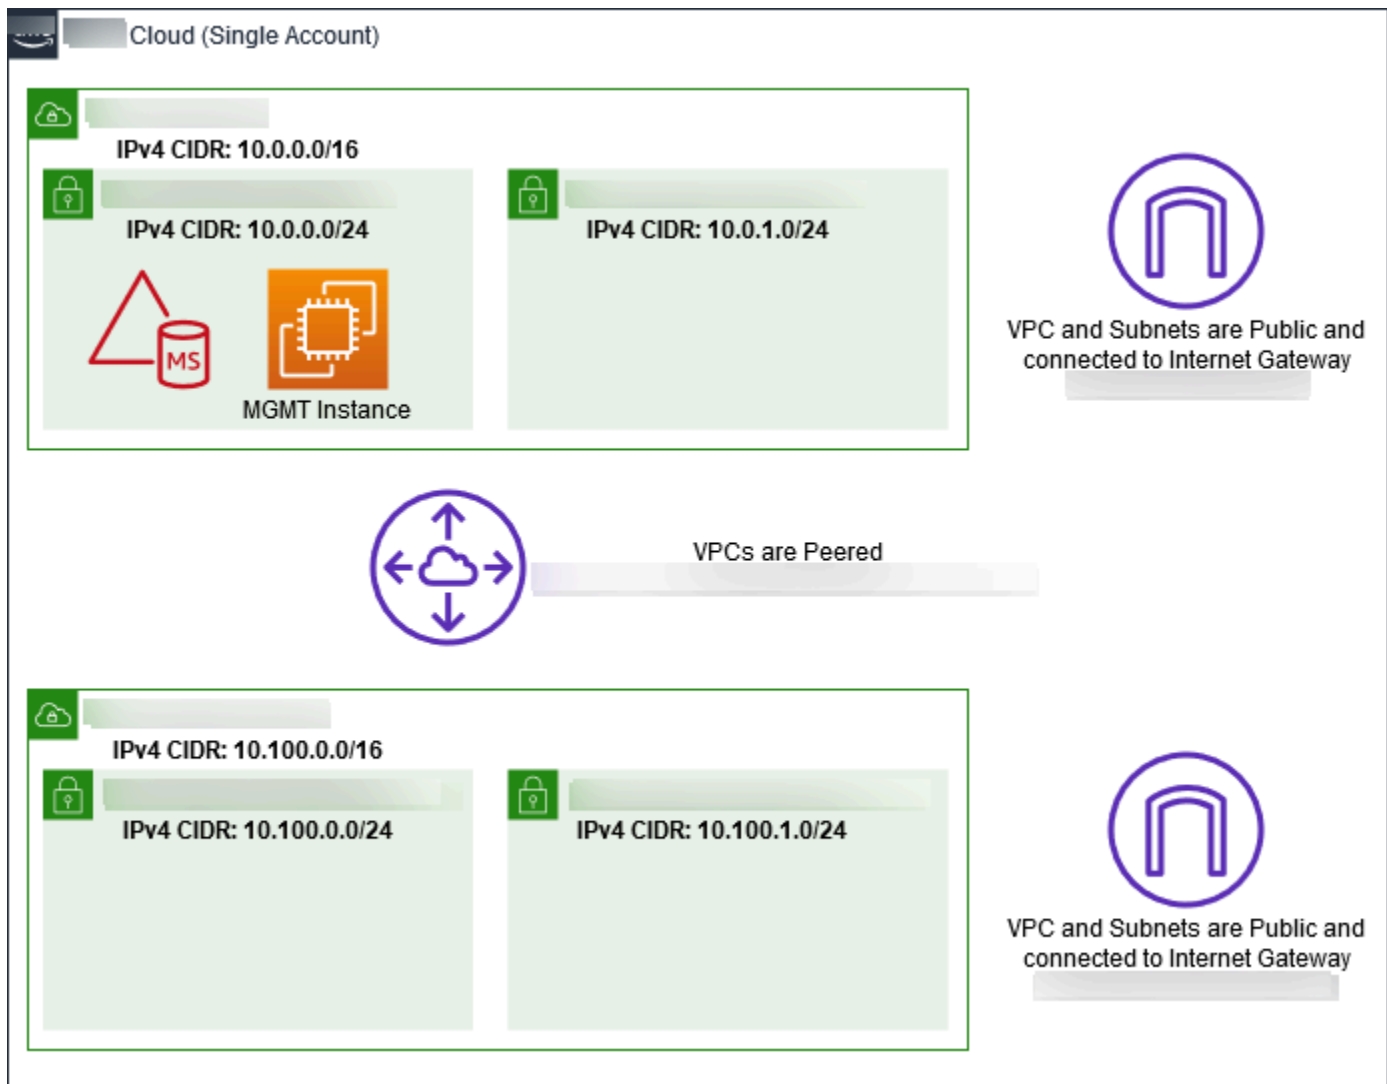 Cloud (Single Account)
IPv4 CIDR: 10.0.0.0/16
IPv4 CIDR: 10.0.0.0/24
IPv4 CIDR: 10.0.1.0/24
MS
MGMT Instance
VPC and Subnets are Public and
connected to Internet Gateway
VPCs are Peered
IPv4 CIDR: 10.100.0.0/16
IPv4 CIDR: 10.100.0.0/24
IPv4 CIDR: 10.100.1.0/24
VPC and Subnets are Public and
connected to Internet Gateway